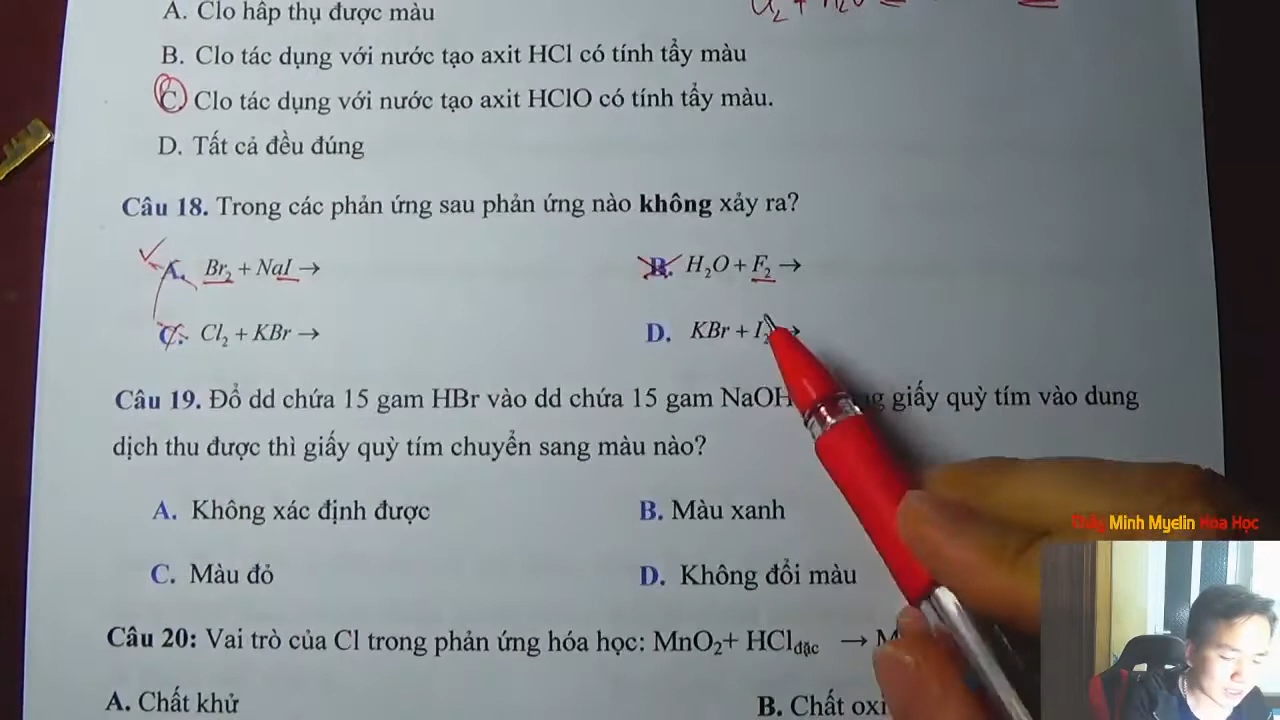 A. Clo hấp thụ được màu
B. Clo tác dụng với nước tạo axit HCl có tính tẩy màu
C. Clo tác dụng với nước tạo axit HClO có tính tẩy màu.
D. Tất cả đều đúng
Câu 18. Trong các phản ứng sau phản ứng nào không xảy ra?
A. Br₂ + NaI → B. H₂O + F₂ →
C. Cl₂ + KBr → D. KBr + I₂ →
Câu 19. Đổ dd chứa 15 gam HBr vào dd chứa 15 gam NaOH giấy quỳ tím vào dung
dịch thu được thì giấy quỳ tím chuyển sang màu nào?
A. Không xác định được B. Màu xanh
C. Màu đỏ D. Không đổi màu
Thầy Minh Myelin Hoa Học
Câu 20: Vai trò của Cl trong phản ứng hóa học: MnO₂+ HClđặc →
A. Chất khử B. Chất